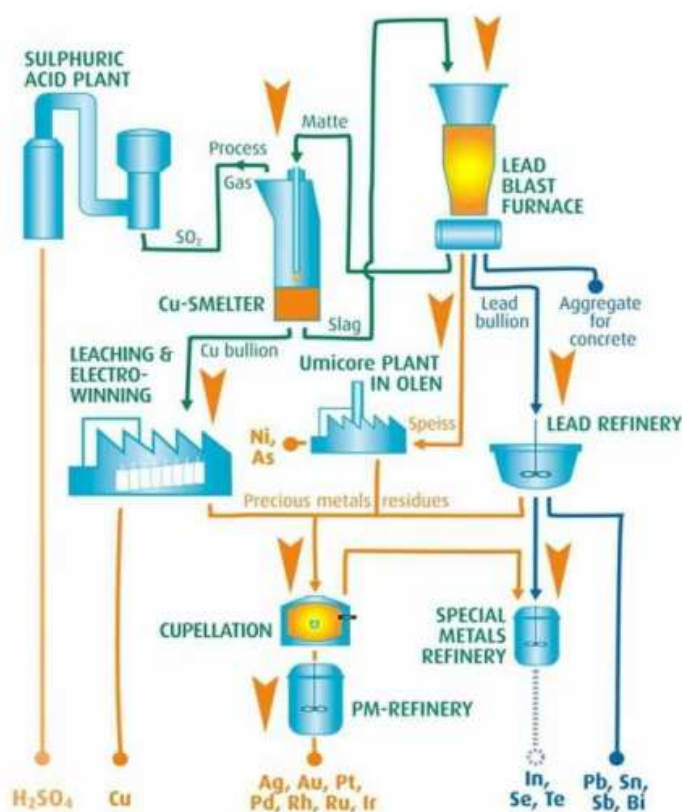 SULPHURIC
ACID PLANT
Matte
Process
Gas
SO₂
LEAD
BLAST
FURNACE
Cu-SMELTER
Slag
Cu bullion
Lead
bullion
Aggregate
for
concrete
LEACHING &
ELECTRO-
WINNING
Umicore PLANT
IN OLEN
Ni,
As
Speiss
LEAD REFINERY
Precious metals residues
CUPELLATION
SPECIAL
METALS
REFINERY
PM-REFINERY
H₂SO₄
Cu
Ag, Au, Pt,
Pd, Rh, Ru, Ir
In,
Se, Te
Pb, Sn,
Sb, Bi